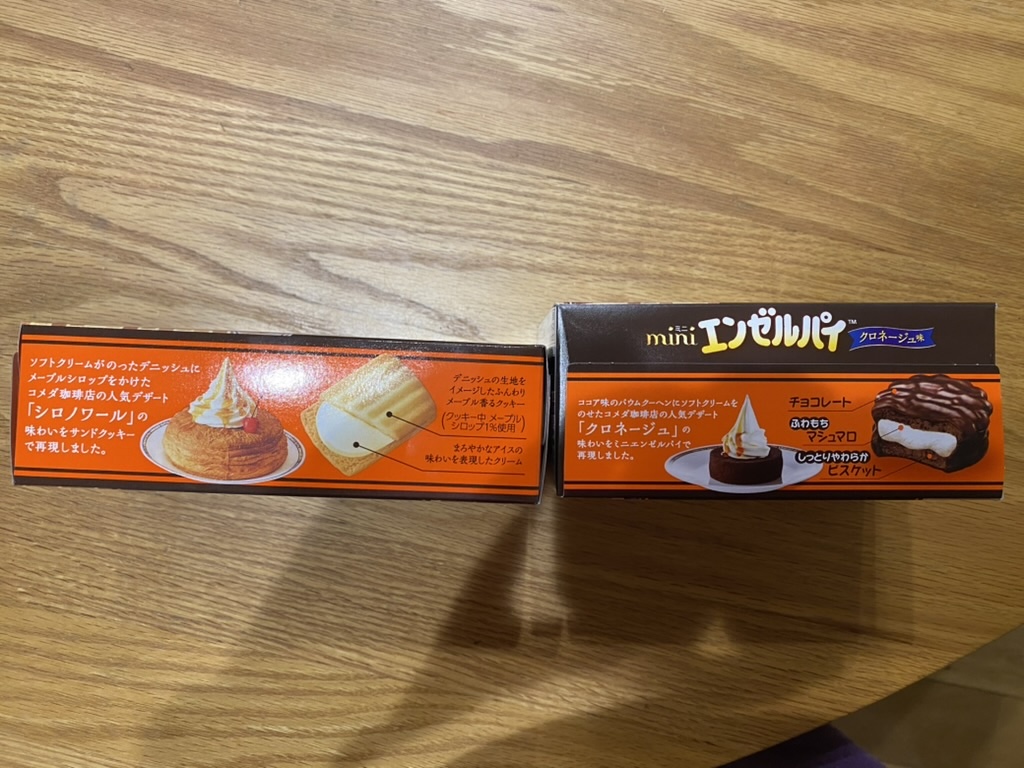 ソフトクリームがのったデニッシュに
メープルシロップをかけた
コメダ珈琲店の人気デザート
「シロノワール」の
味わいをサンドクッキー
で再現しました。
デニッシュの生地を
イメージしたふんわり
メープル香るクッキー
(クッキー中 メープル
シロップ1%使用)
まろやかなアイスの
味わいを表現したクリーム
ミニ
mini エンゼルパイ™ クロネージュ味
ココア味のバウムクーヘンにソフトクリームを
のせたコメダ珈琲店の人気デザート
「クロネージュ」の
味わいをミニエンゼルパイで
再現しました。
チョコレート
ふわもち
マシュマロ
しっとりやわらか
ビスケット